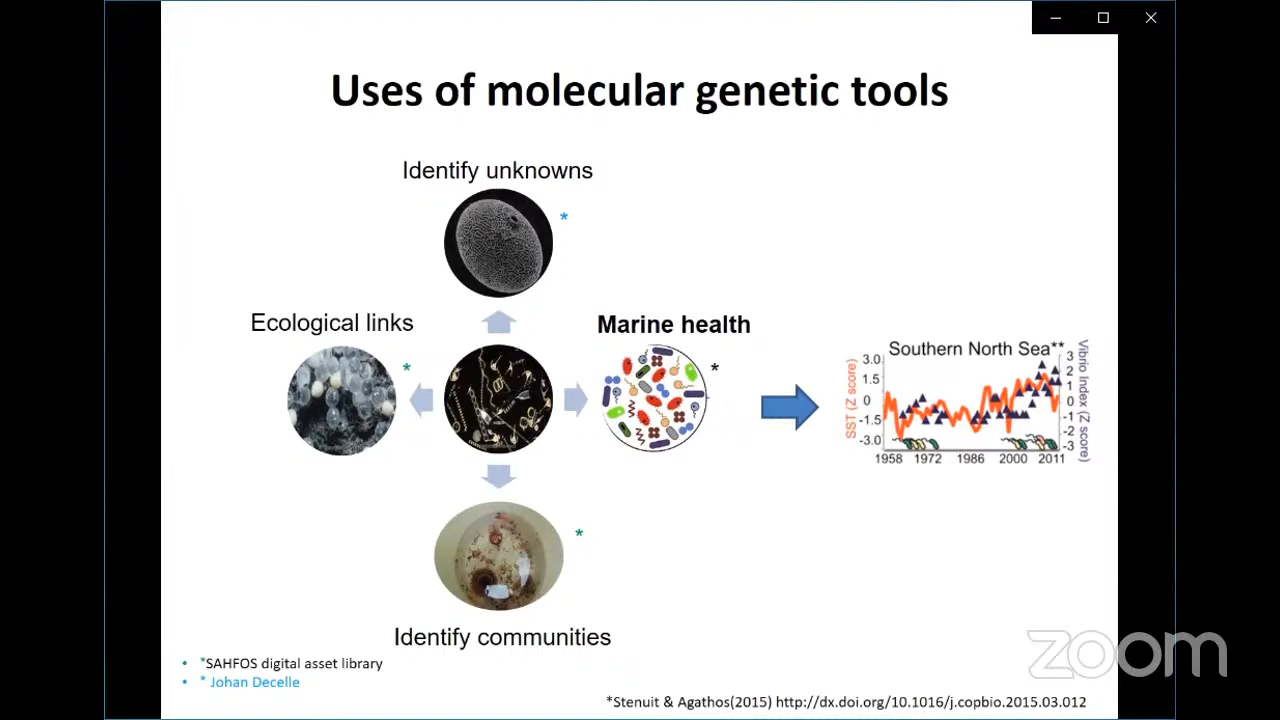 Uses of molecular genetic tools
Identify unknowns
*
Ecological links
*
Marine health
*
Southern North Sea**
SST (Z score)
3.0
1.5
0
-1.5
-3.0
Vibrio Index (Z score)
3
2
1
0
-1
-2
-3
1958 1972 1986 2000 2011
*
Identify communities
• *SAHFOS digital asset library
• * Johan Decelle
*Stenuit & Agathos(2015) http://dx.doi.org/10.1016/j.copbio.2015.03.012
zoom